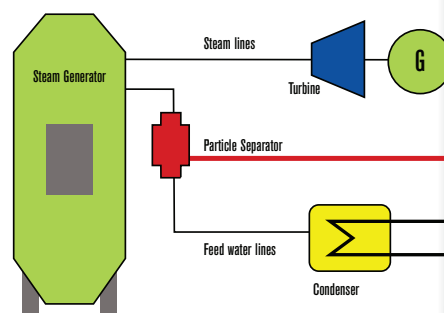 Steam lines
G
Steam Generator
Turbine
Particle Separator
Feed water lines
Condenser